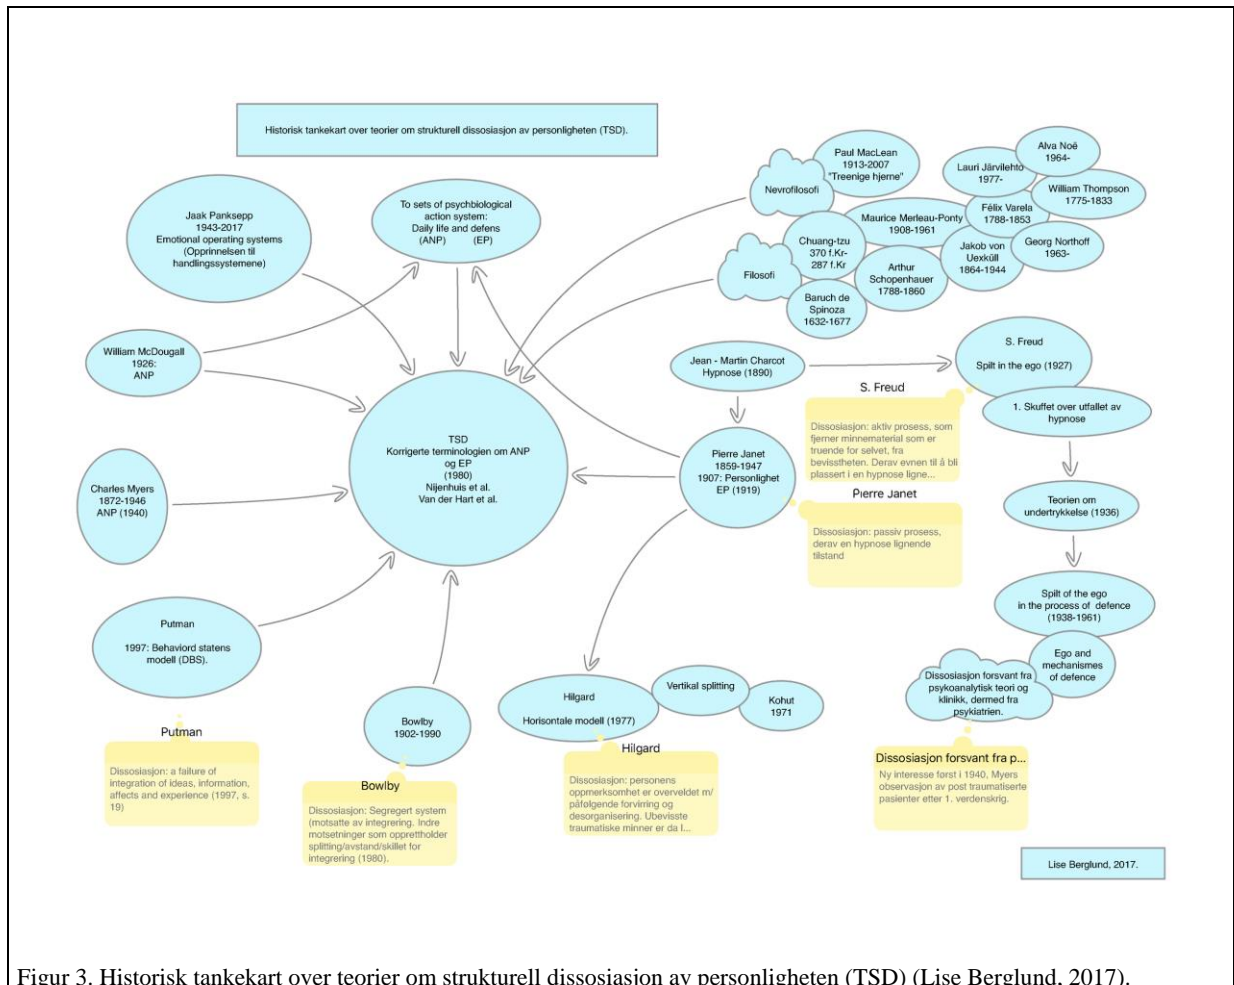 Historisk tankekart over teorier om strukturell dissosiasjon av personligheten (TSD).
Jaak Panksepp
1943-2017
Emotional operating systems
(Opprinnelsen til
handlingssystemene)
To sets of psychbiological
action system:
Daily life and defens
(ANP) (EP)
Nevrofilosofi
Paul MacLean
1913-2007
"Treenige hjerne"
Lauri Järvilehto
1977-
Alva Noë
1964-
William Thompson
1775-1833
Maurice Merleau-Ponty
1908-1961
Félix Varela
1788-1853
Filosofi
Chuang-tzu
370 f.Kr-
287 f.Kr
Arthur
Schopenhauer
1788-1860
Jakob von
Uexküll
1864-1944
Georg Northoff
1963-
Baruch de
Spinoza
1632-1677
William McDougall
1926:
ANP
Jean - Martin Charcot
Hypnose (1890)
S. Freud
Spilt in the ego (1927)
S. Freud
Dissosiasjon: aktiv prosess, som
fjerner minnematerial som er
truende for selvet, fra
bevisstheten. Derav evnen til å bli
plassert i en hypnose ligne...
1. Skuffet over utfallet av
hypnose
TSD
Korrigerte terminologien om ANP
og EP
(1980)
Nijenhuis et al.
Van der Hart et al.
Pierre Janet
1859-1947
1907: Personlighet
EP (1919)
Pierre Janet
Dissosiasjon: passiv prosess,
derav en hypnose lignende
tilstand
Charles Myers
1872-1946
ANP (1940)
Teorien om
undertrykkelse (1936)
Spilt of the ego
in the process of defence
(1938-1961)
Ego and
mechanismes
of defence
Putman
1997: Behaviord statens
modell (DBS).
Putman
Dissosiasjon: a failure of
integration of ideas, information,
affects and experience (1997, s.
19)
Bowlby
1902-1990
Bowlby
Dissosiasjon: Segregert system
(motsatte av integrering. Indre
motsetninger som opprettholder
splitting/avstand/skillet for
integrering (1980).
Hilgard
Horisontale modell (1977)
Vertikal splitting
Kohut
1971
Hilgard
Dissosiasjon: personens
oppmerksomhet er overveldet m/
påfølgende forvirring og
desorganisering. Ubevisste
traumatiske minner er da l...
Dissosiasjon forsvant fra
psykoanalytisk teori og
klinikk, dermed fra
psykiatrien.
Dissosiasjon forsvant fra p...
Ny interesse først i 1940, Myers
observasjon av post traumatiserte
pasienter etter 1. verdenskrig.
Lise Berglund, 2017.
Figur 3. Historisk tankekart over teorier om strukturell dissosiasjon av personligheten (TSD) (Lise Berglund, 2017).